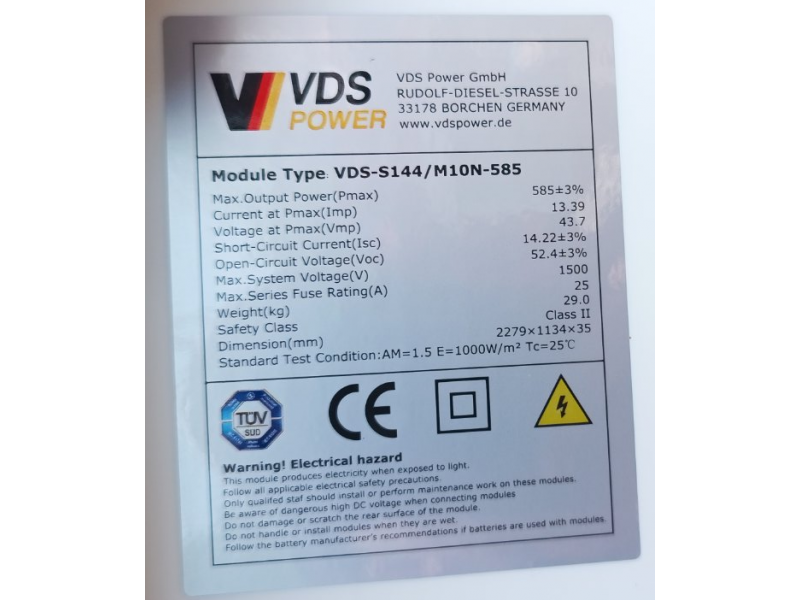 VDS
POWER
VDS Power GmbH
RUDOLF-DIESEL-STRASSE 10
33178 BORCHEN GERMANY
www.vdspower.de
Module Type: VDS-S144/M10N-585
Max.Output Power(Pmax) 585±3%
Current at Pmax(Imp) 13.39
Voltage at Pmax(Vmp) 43.7
Short-Circuit Current(Isc) 14.22±3%
Open-Circuit Voltage(Voc) 52.4±3%
Max.System Voltage(V) 1500
Max.Series Fuse Rating(A) 25
Weight(kg) 29.0
Safety Class Class II
Dimension(mm) 2279×1134×35
Standard Test Condition:AM=1.5 E=1000W/m² Tc=25℃
TÜV
SÜD
CE
Warning! Electrical hazard
This module produces electricity when exposed to light.
Follow all applicable electrical safety precautions.
Only qualifed staf should install or perform maintenance work on these modules.
Be aware of dangerous high DC voltage when connecting modules
Do not damage or scratch the rear surface of the module.
Do not handle or install modules when they are wet.
Follow the battery manufacturer's recommendations if batteries are used with modules.